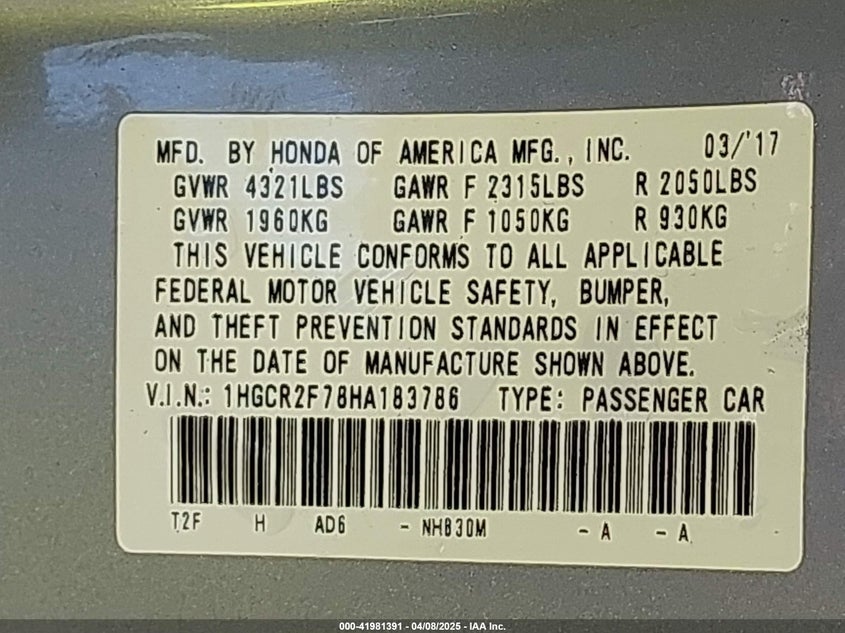 MFD. BY HONDA OF AMERICA MFG., INC. 03/'17
GVWR 4321LBS GAWR F 2315LBS R 2050LBS
GVWR 1960KG GAWR F 1050KG R 930KG
THIS VEHICLE CONFORMS TO ALL APPLICABLE
FEDERAL MOTOR VEHICLE SAFETY, BUMPER,
AND THEFT PREVENTION STANDARDS IN EFFECT
ON THE DATE OF MANUFACTURE SHOWN ABOVE.
V.I.N.: 1HGCR2F78HA183786 TYPE: PASSENGER CAR
T2F H AD6 - NH830M - A - A
000-41981391 - 04/08/2025 - IAA Inc.